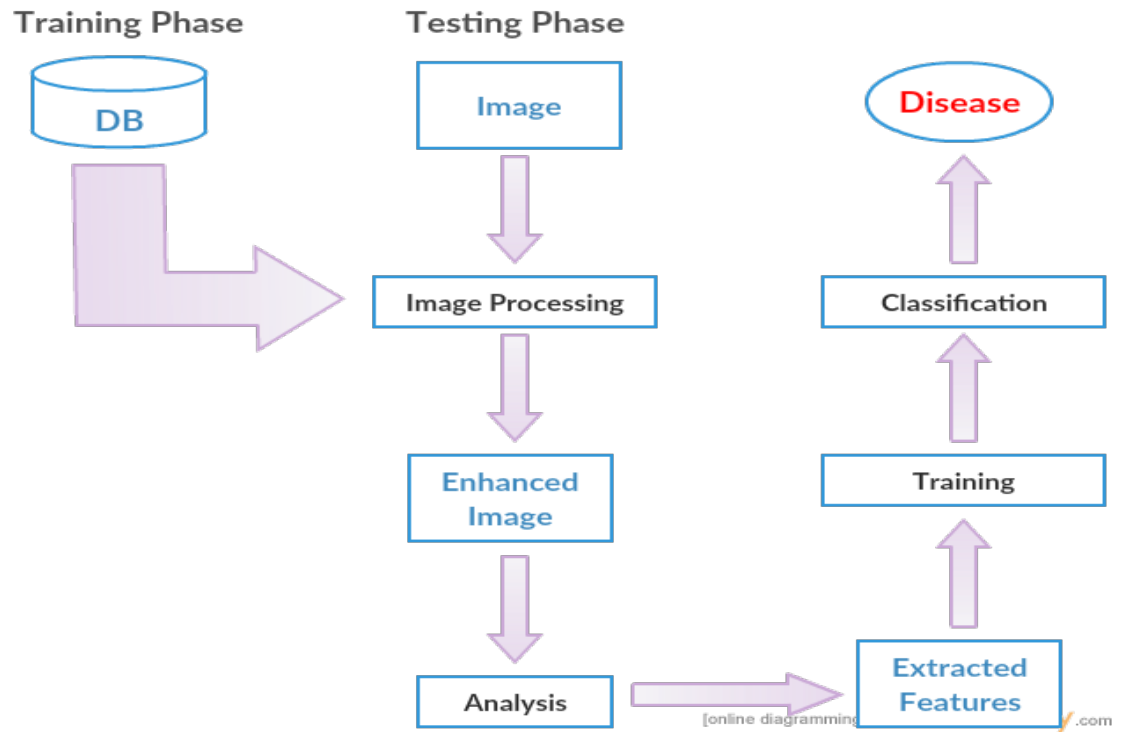 Training Phase
Testing Phase
DB
Image
Disease
Image Processing
Classification
Enhanced
Image
Training
Analysis
Extracted
Features
[online diagramming
.com